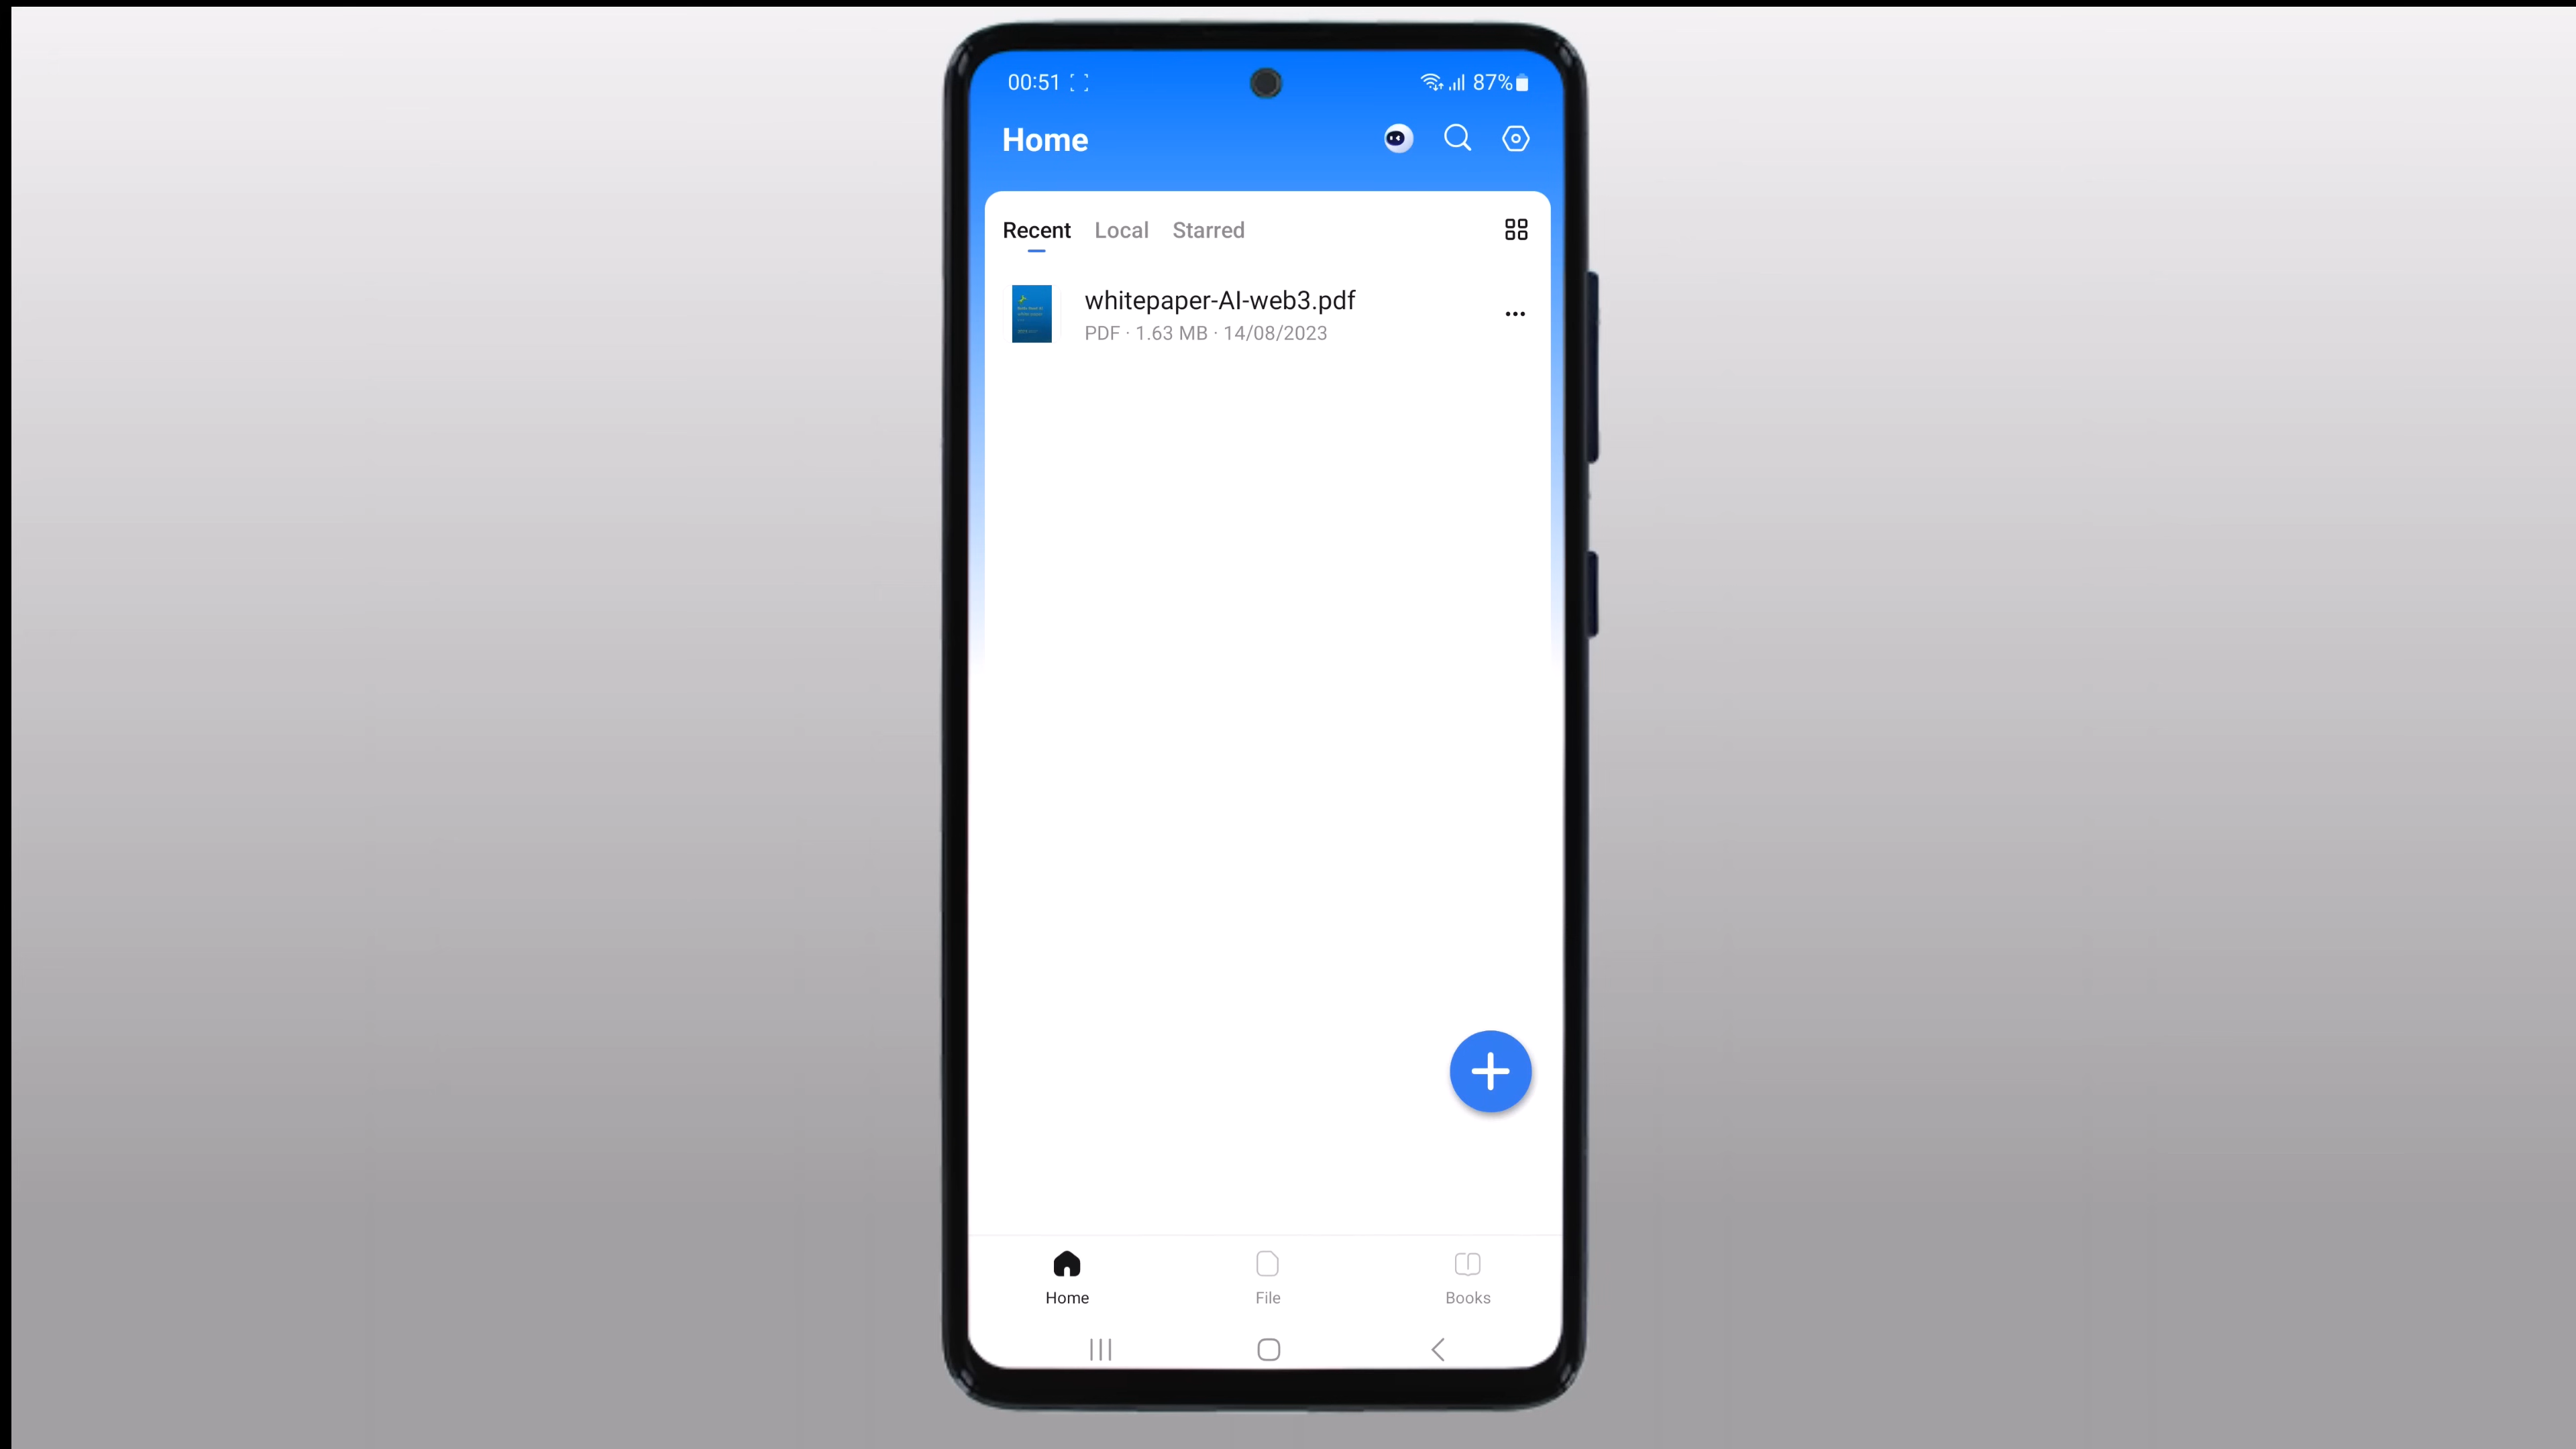 00:51 87%
Home
Recent Local Starred
whitepaper-AI-web3.pdf
PDF · 1.63 MB · 14/08/2023
Home File Books